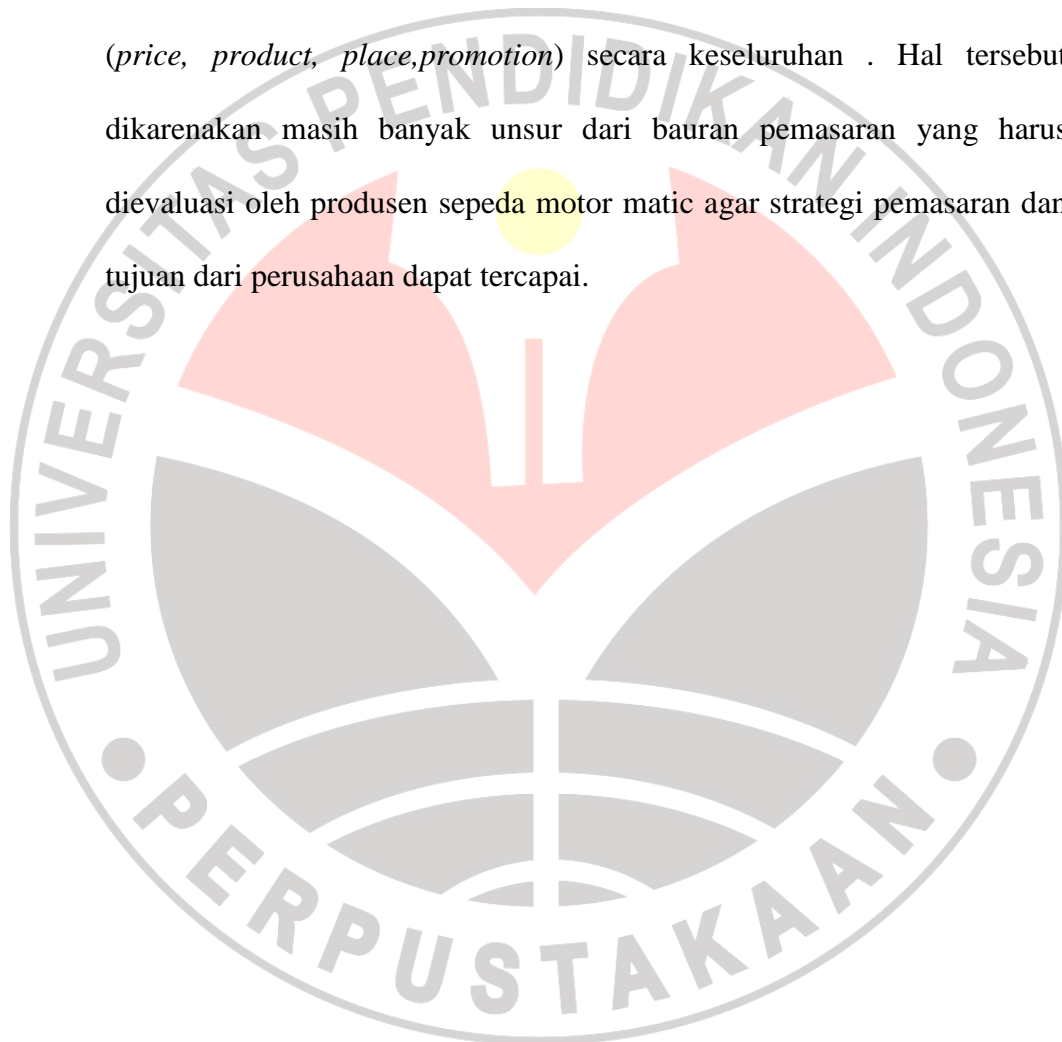 (price, product, place,promotion) secara keseluruhan . Hal tersebut
dikarenakan masih banyak unsur dari bauran pemasaran yang harus
dievaluasi oleh produsen sepeda motor matic agar strategi pemasaran dan
tujuan dari perusahaan dapat tercapai.
UNIVERSITAS PENDIDIKAN INDONESIA
PERPUSTAKAAN